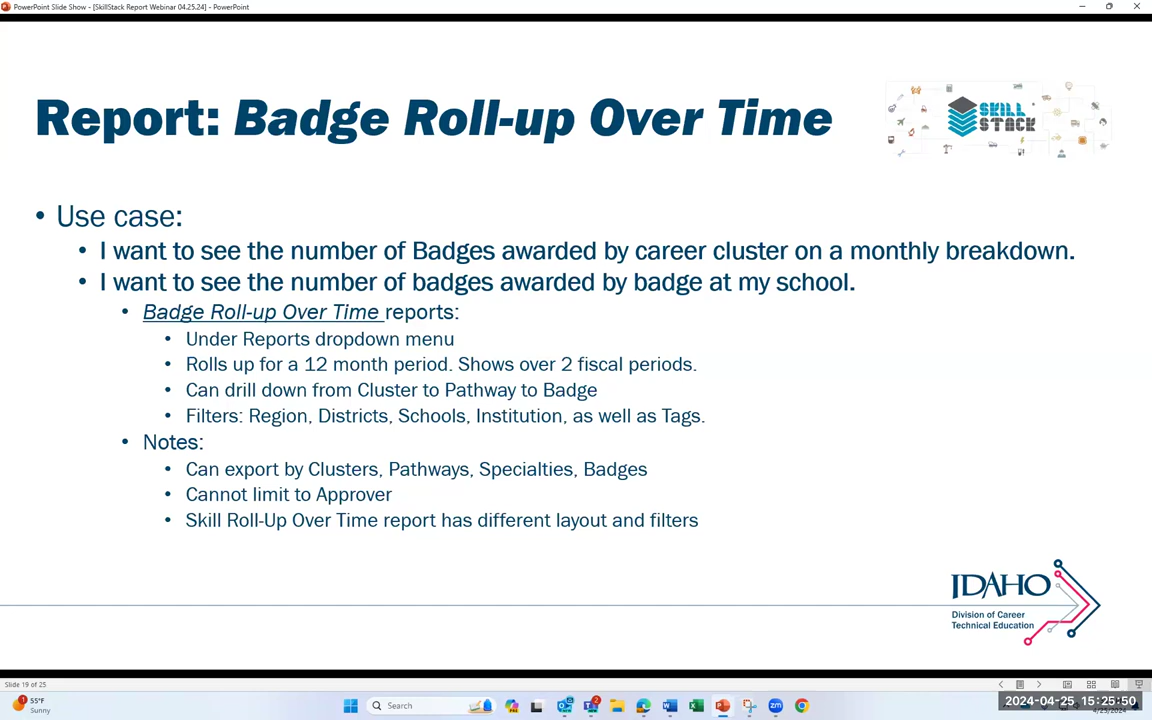 PowerPoint Slide Show - [SkillStack Report Webinar 04.25.24] - PowerPoint
Report: Badge Roll-up Over Time
SKILL
STACK
• Use case:
• I want to see the number of Badges awarded by career cluster on a monthly breakdown.
• I want to see the number of badges awarded by badge at my school.
• Badge Roll-up Over Time reports:
• Under Reports dropdown menu
• Rolls up for a 12 month period. Shows over 2 fiscal periods.
• Can drill down from Cluster to Pathway to Badge
• Filters: Region, Districts, Schools, Institution, as well as Tags.
• Notes:
• Can export by Clusters, Pathways, Specialties, Badges
• Cannot limit to Approver
• Skill Roll-Up Over Time report has different layout and filters
IDAHO
Division of Career
Technical Education
Slide 19 of 25
55°F
Sunny
Search
2024-04-25 15:25:50